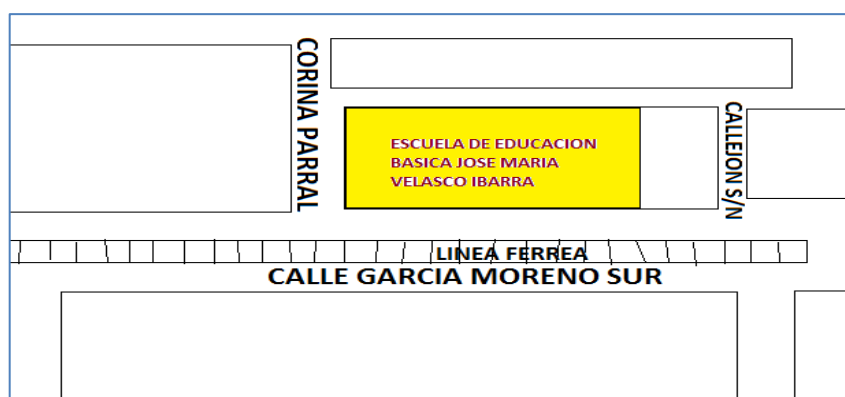 CORINA PARRAL
ESCUELA DE EDUCACION
BASICA JOSE MARIA
VELASCO IBARRA
CALLEJON S/N
LINEA FERREA
CALLE GARCIA MORENO SUR